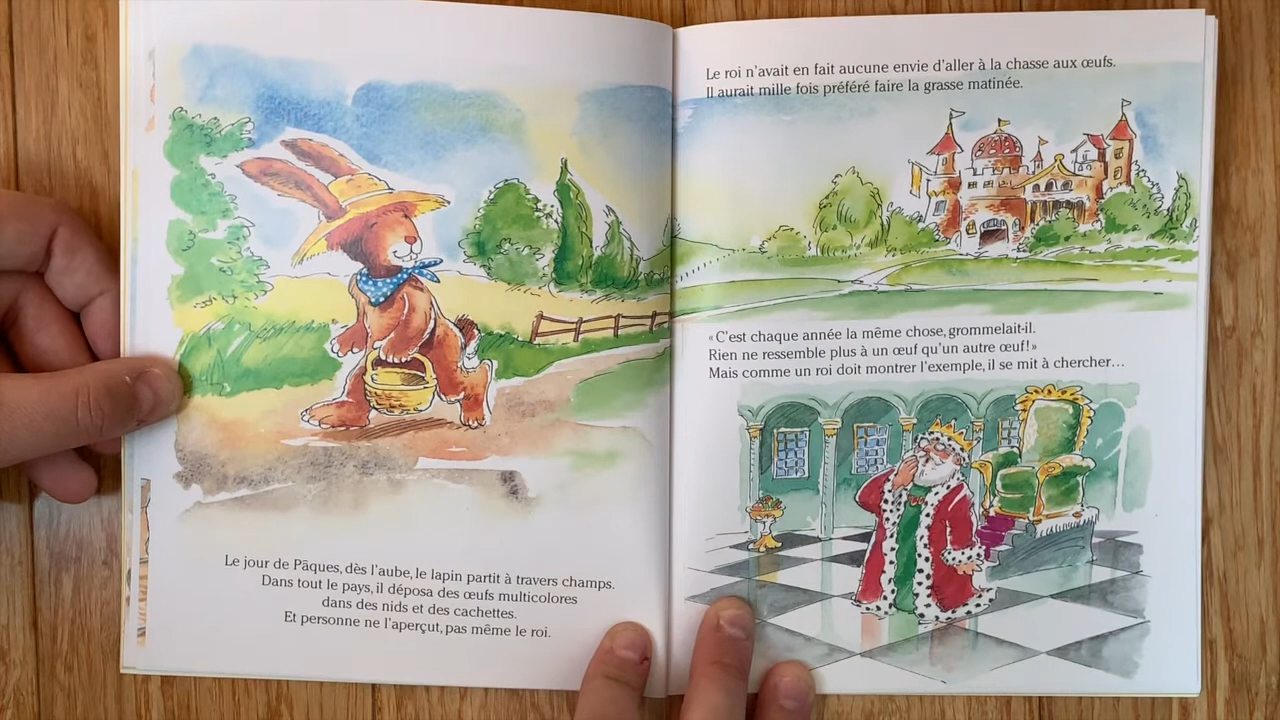 Le jour de Pâques, dès l'aube, le lapin partit à travers champs.
Dans tout le pays, il déposa des œufs multicolores
dans des nids et des cachettes.
Et personne ne l'aperçut, pas même le roi.
Le roi n'avait en fait aucune envie d'aller à la chasse aux œufs.
Il aurait mille fois préféré faire la grasse matinée.
« C'est chaque année la même chose, grommelait-il.
Rien ne ressemble plus à un œuf qu'un autre œuf! »
Mais comme un roi doit montrer l'exemple, il se mit à chercher...